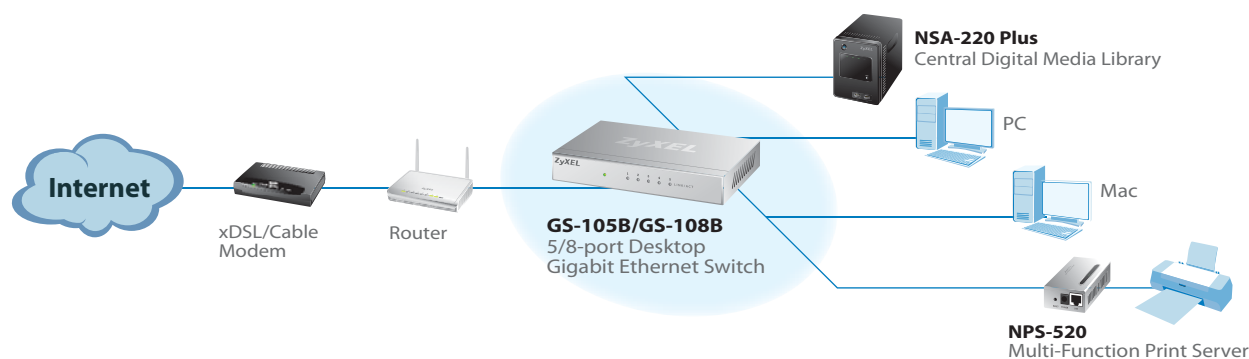 NSA-220 Plus
Central Digital Media Library
PC
Mac
Internet
xDSL/Cable
Modem
Router
ZyXEL
ZyXEL
GS-105B/GS-108B
5/8-port Desktop
Gigabit Ethernet Switch
NPS-520
Multi-Function Print Server